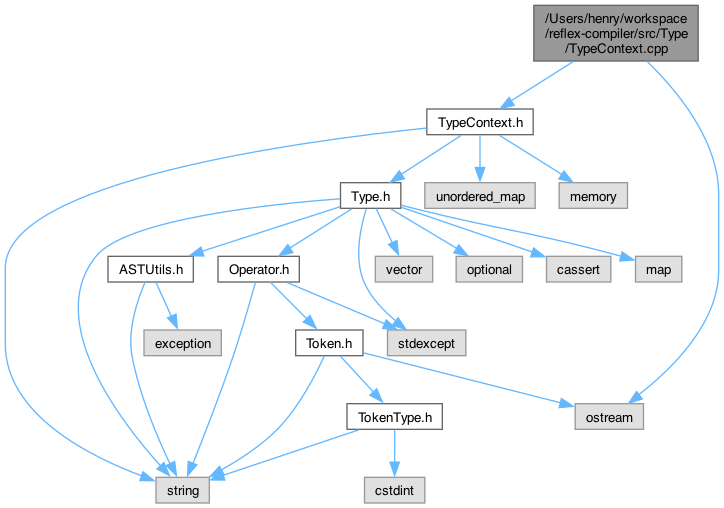 /Users/henry/workspace
/reflex-compiler/src/Type
/TypeContext.cpp
TypeContext.h
Type.h
unordered_map
memory
ASTUtils.h
Operator.h
vector
optional
cassert
map
exception
Token.h
stdexcept
TokenType.h
ostream
string
cstdint